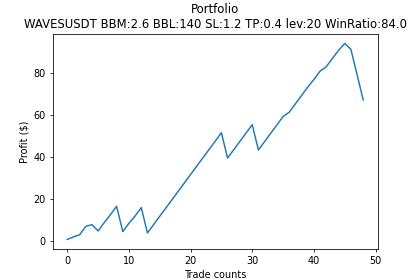 Portfolio
WAVESUSDT BBM:2.6 BBL:140 SL:1.2 TP:0.4 lev:20 WinRatio:84.0
Profit ($)
80
60
40
20
0
0 10 20 30 40 50
Trade counts